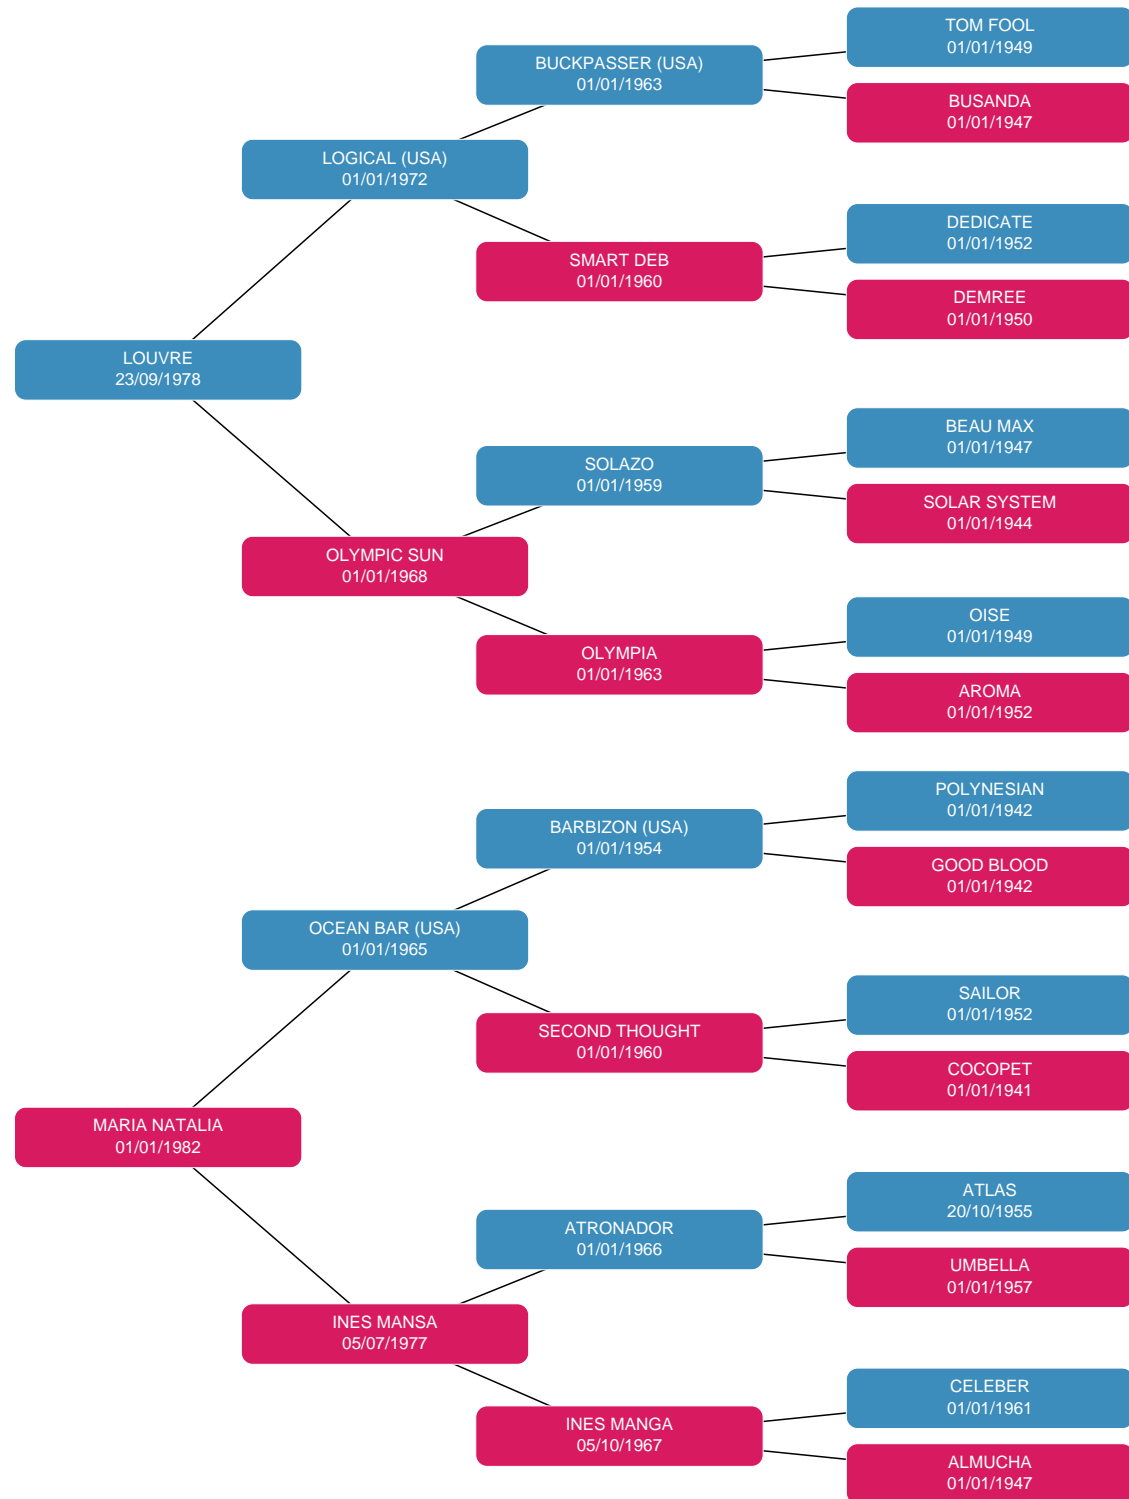 TOM FOOL
01/01/1949
BUCKPASSER (USA)
01/01/1963
BUSANDA
01/01/1947
LOGICAL (USA)
01/01/1972
DEDICATE
01/01/1952
SMART DEB
01/01/1960
DEMREE
01/01/1950
LOUVRE
23/09/1978
BEAU MAX
01/01/1947
SOLAZO
01/01/1959
SOLAR SYSTEM
01/01/1944
OLYMPIC SUN
01/01/1968
OISE
01/01/1949
OLYMPIA
01/01/1963
AROMA
01/01/1952
POLYNESIAN
01/01/1942
BARBIZON (USA)
01/01/1954
GOOD BLOOD
01/01/1942
OCEAN BAR (USA)
01/01/1965
SAILOR
01/01/1952
SECOND THOUGHT
01/01/1960
COCOPET
01/01/1941
MARIA NATALIA
01/01/1982
ATLAS
20/10/1955
ATRONADOR
01/01/1966
UMBELLA
01/01/1957
INES MANSA
05/07/1977
CELEBER
01/01/1961
INES MANGA
05/10/1967
ALMUCHA
01/01/1947